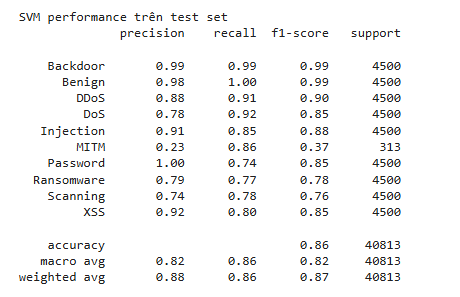 SVM performance trên test set
precision recall f1-score support
Backdoor 0.99 0.99 0.99 4500
Benign 0.98 1.00 0.99 4500
DDoS 0.88 0.91 0.90 4500
DoS 0.78 0.92 0.85 4500
Injection 0.91 0.85 0.88 4500
MITM 0.23 0.86 0.37 313
Password 1.00 0.74 0.85 4500
Ransomware 0.79 0.77 0.78 4500
Scanning 0.74 0.78 0.76 4500
XSS 0.92 0.80 0.85 4500
accuracy 0.86 40813
macro avg 0.82 0.86 0.82 40813
weighted avg 0.88 0.86 0.87 40813